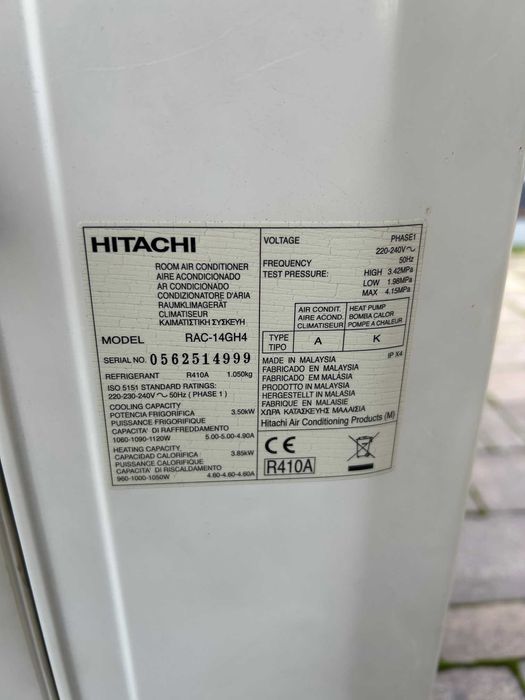 HITACHI
ROOM AIR CONDITIONER
AIRE ACONDICIONADO
AR CONDICIONADO
CONDIZIONATORE D'ARIA
RAUMKLIMAGERÄT
CLIMATISEUR
ΚΛΙΜΑΤΙΣΤΙΚΗ ΣΥΣΚΕΥΗ
MODEL RAC-14GH4
SERIAL NO. 0562514999
REFRIGERANT R410A 1.050kg
ISO 5151 STANDARD RATINGS:
220-230-240V~ 50Hz ( PHASE 1 )
COOLING CAPACITY
POTÊNCIA FRIGORIFICA 3.50kW
PUISSANCE FRIGORIFIQUE
CAPACITA' DI RAFFREDDAMENTO
1060-1090-1120W 5.00-5.00-4.90A
HEATING CAPACITY
CAPACIDAD CALORIFICA 3.85kW
PUISSANCE CALORIFIQUE
CAPACITA' DI RISCALDAMENTO
960-1000-1050W 4.60-4.60-4.60A
VOLTAGE PHASE1
220-240V~
FREQUENCY 50Hz
TEST PRESSURE: HIGH 3.42MPa
LOW 1.98MPa
MAX 4.15MPa
AIR CONDIT. HEAT PUMP
AIRE ACOND. BOMBA CALOR
CLIMATISEUR POMPE A CHALEUR
TYPE A K
TIPO
MADE IN MALAYSIA IP X4
FABRICADO EN MALASIA
FABRICADO EM MALÁSIA
PRODOTTO IN MALAYSIA
HERGESTELLT IN MALAYSIA
FABRIQUE EN MALAISIE
ΧΩΡΑ ΚΑΤΑΣΚΕΥΗΣ ΜΑΛΑΙΣΙΑ
Hitachi Air Conditioning Products (M)
CE
R410A